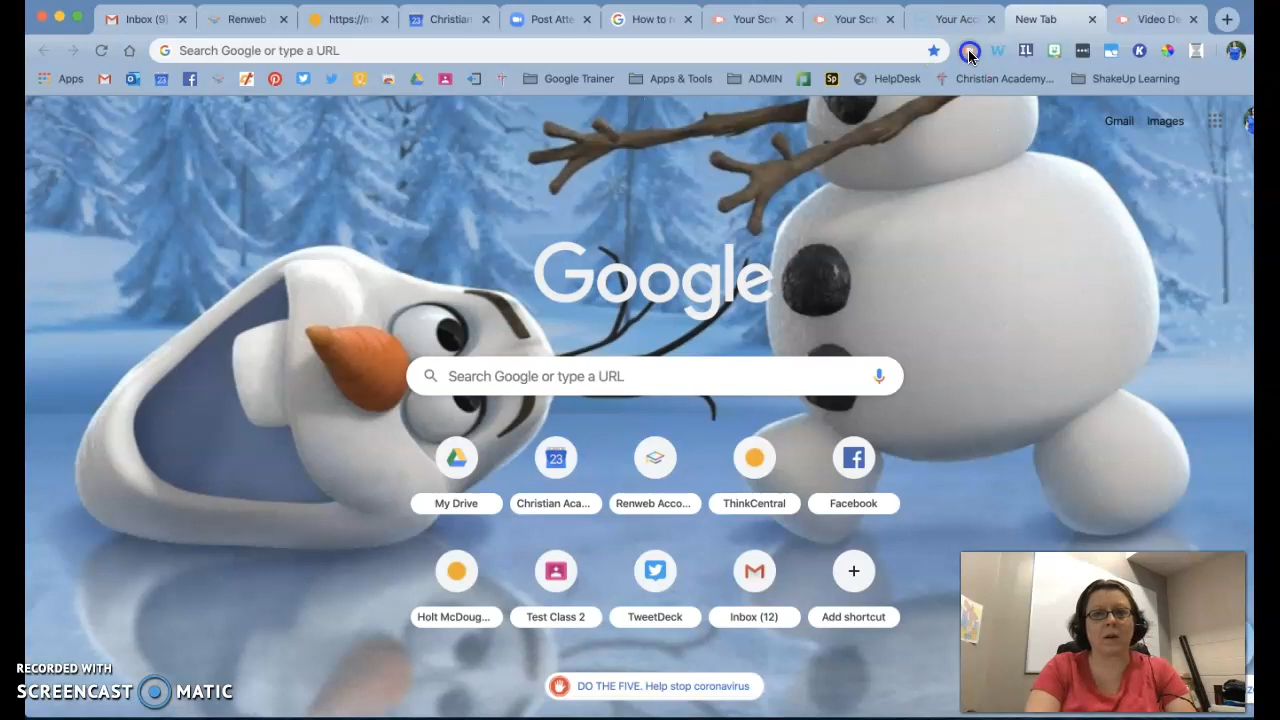 Inbox (9)
Renweb
https://m
Christian
Post Atte
How to r
Your Scr
Your Scr
Your Acc
New Tab
Video De
Search Google or type a URL
Apps
Google Trainer
Apps & Tools
ADMIN
Sp
HelpDesk
Christian Academy...
ShakeUp Learning
Gmail
Images
Google
Search Google or type a URL
23
My Drive
Christian Aca...
Renweb Acco...
ThinkCentral
Facebook
Holt McDoug...
Test Class 2
TweetDeck
Inbox (12)
Add shortcut
DO THE FIVE. Help stop coronavirus
RECORDED WITH
SCREENCAST MATIC